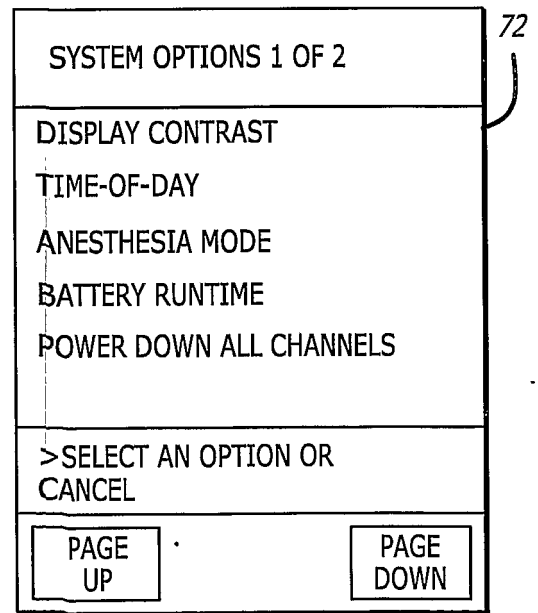 72
SYSTEM OPTIONS 1 OF 2
DISPLAY CONTRAST
TIME-OF-DAY
ANESTHESIA MODE
BATTERY RUNTIME
POWER DOWN ALL CHANNELS
>SELECT AN OPTION OR
CANCEL
PAGE
UP
PAGE
DOWN